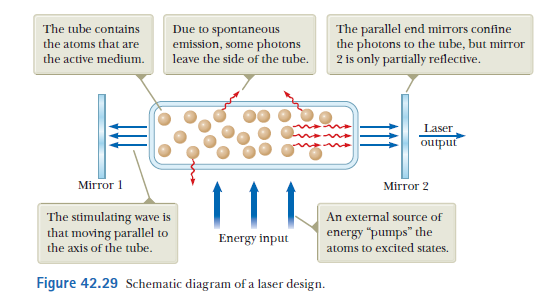 The tube contains
the atoms that are
the active medium.
Due to spontaneous
emission, some photons
leave the side of the tube.
The parallel end mirrors confine
the photons to the tube, but mirror
2 is only partially reflective.
Laser
output
Mirror 1
Mirror 2
The stimulating wave is
that moving parallel to
the axis of the tube.
Energy input
An external source of
energy “pumps” the
atoms to excited states.
Figure 42.29 Schematic diagram of a laser design.